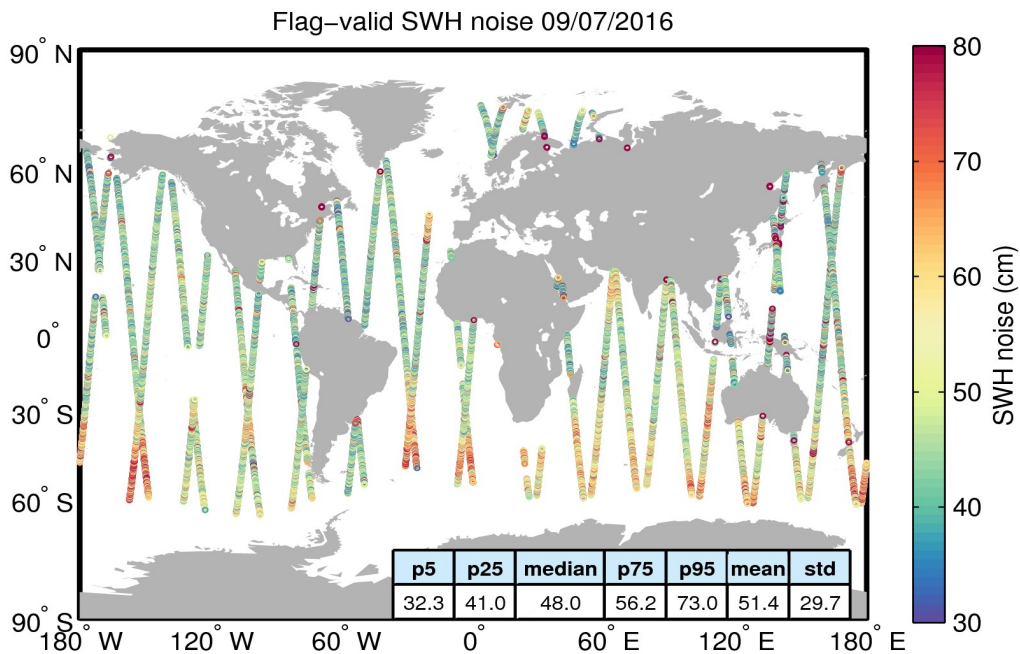 Flag−valid SWH noise 09/07/2016
90° N
60° N
30° N
0°
30° S
60° S
90° S
180° W
120° W
60° W
0°
60° E
120° E
180° E
p5 p25 median p75 p95 mean std
32.3 41.0 48.0 56.2 73.0 51.4 29.7
80
70
60
50
40
30
SWH noise (cm)